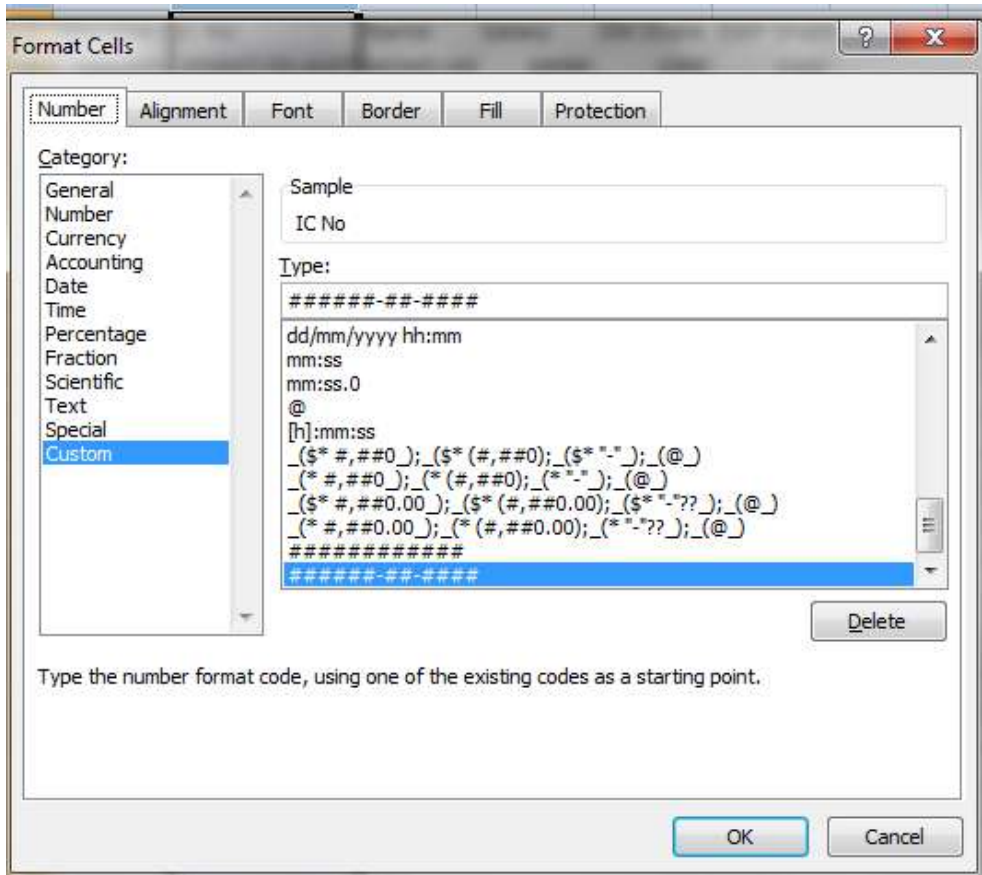 Format Cells
Number Alignment Font Border Fill Protection
Category:
General
Number
Currency
Accounting
Date
Time
Percentage
Fraction
Scientific
Text
Special
Custom
Sample
IC No
Type:
######-##-####
dd/mm/yyyy hh:mm
mm:ss
mm:ss.0
@
[h]:mm:ss
_($* #,##0_);_($* (#,##0);_($* "-"_);_(@_)
_(* #,##0_);_(* (#,##0);_(* "-"_);_(@_)
_($* #,##0.00_);_($* (#,##0.00);_($* "-"??_);_(@_)
_(* #,##0.00_);_(* (#,##0.00);_(* "-"??_);_(@_)
############
######-##-####
Delete
Type the number format code, using one of the existing codes as a starting point.
OK Cancel